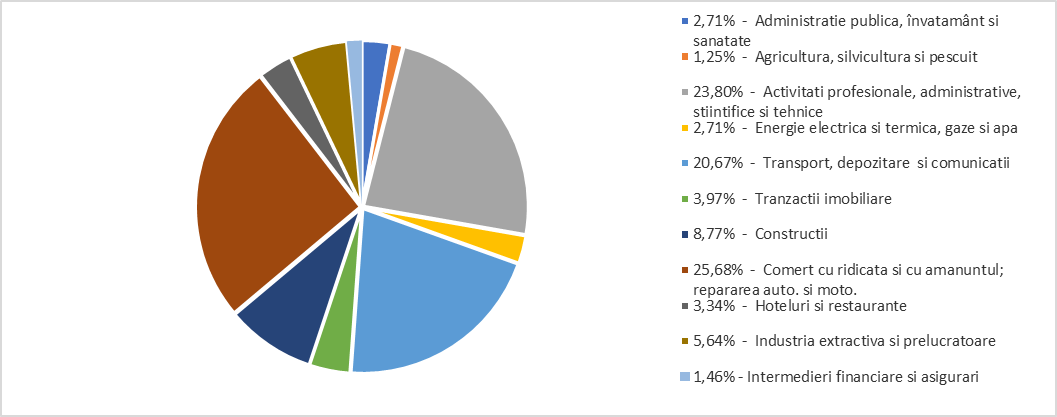 2,71% - Administratie publica, învatamânt si
sanatate
1,25% - Agricultura, silvicultura si pescuit
23,80% - Activitati profesionale, administrative,
stiintifice si tehnice
2,71% - Energie electrica si termica, gaze si apa
20,67% - Transport, depozitare si comunicatii
3,97% - Tranzactii imobiliare
8,77% - Constructii
25,68% - Comert cu ridicata si cu amanuntul;
repararea auto. si moto.
3,34% - Hoteluri si restaurante
5,64% - Industria extractiva si prelucratoare
1,46% - Intermedieri financiare si asigurari